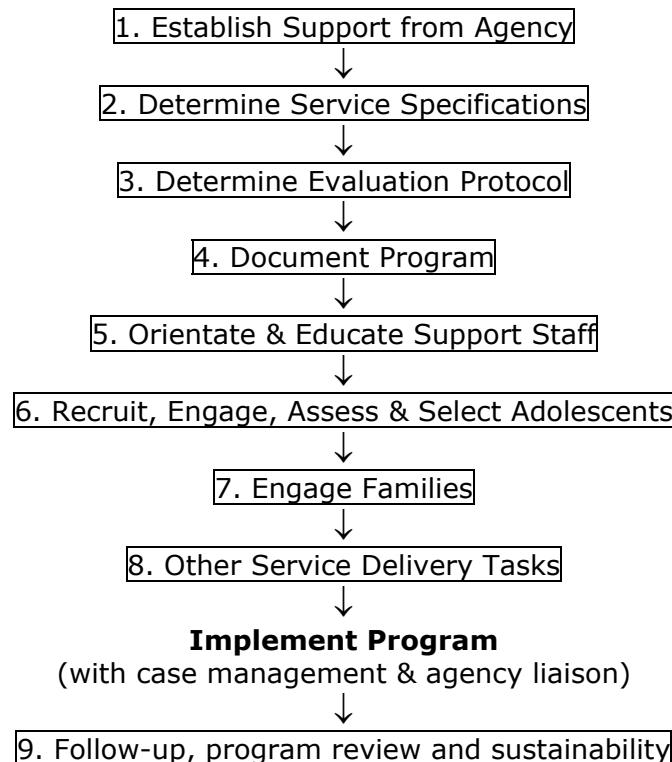 1. Establish Support from Agency
↓
2. Determine Service Specifications
↓
3. Determine Evaluation Protocol
↓
4. Document Program
↓
5. Orientate & Educate Support Staff
↓
6. Recruit, Engage, Assess & Select Adolescents
↓
7. Engage Families
↓
8. Other Service Delivery Tasks
↓
Implement Program
(with case management & agency liaison)
↓
9. Follow-up, program review and sustainability